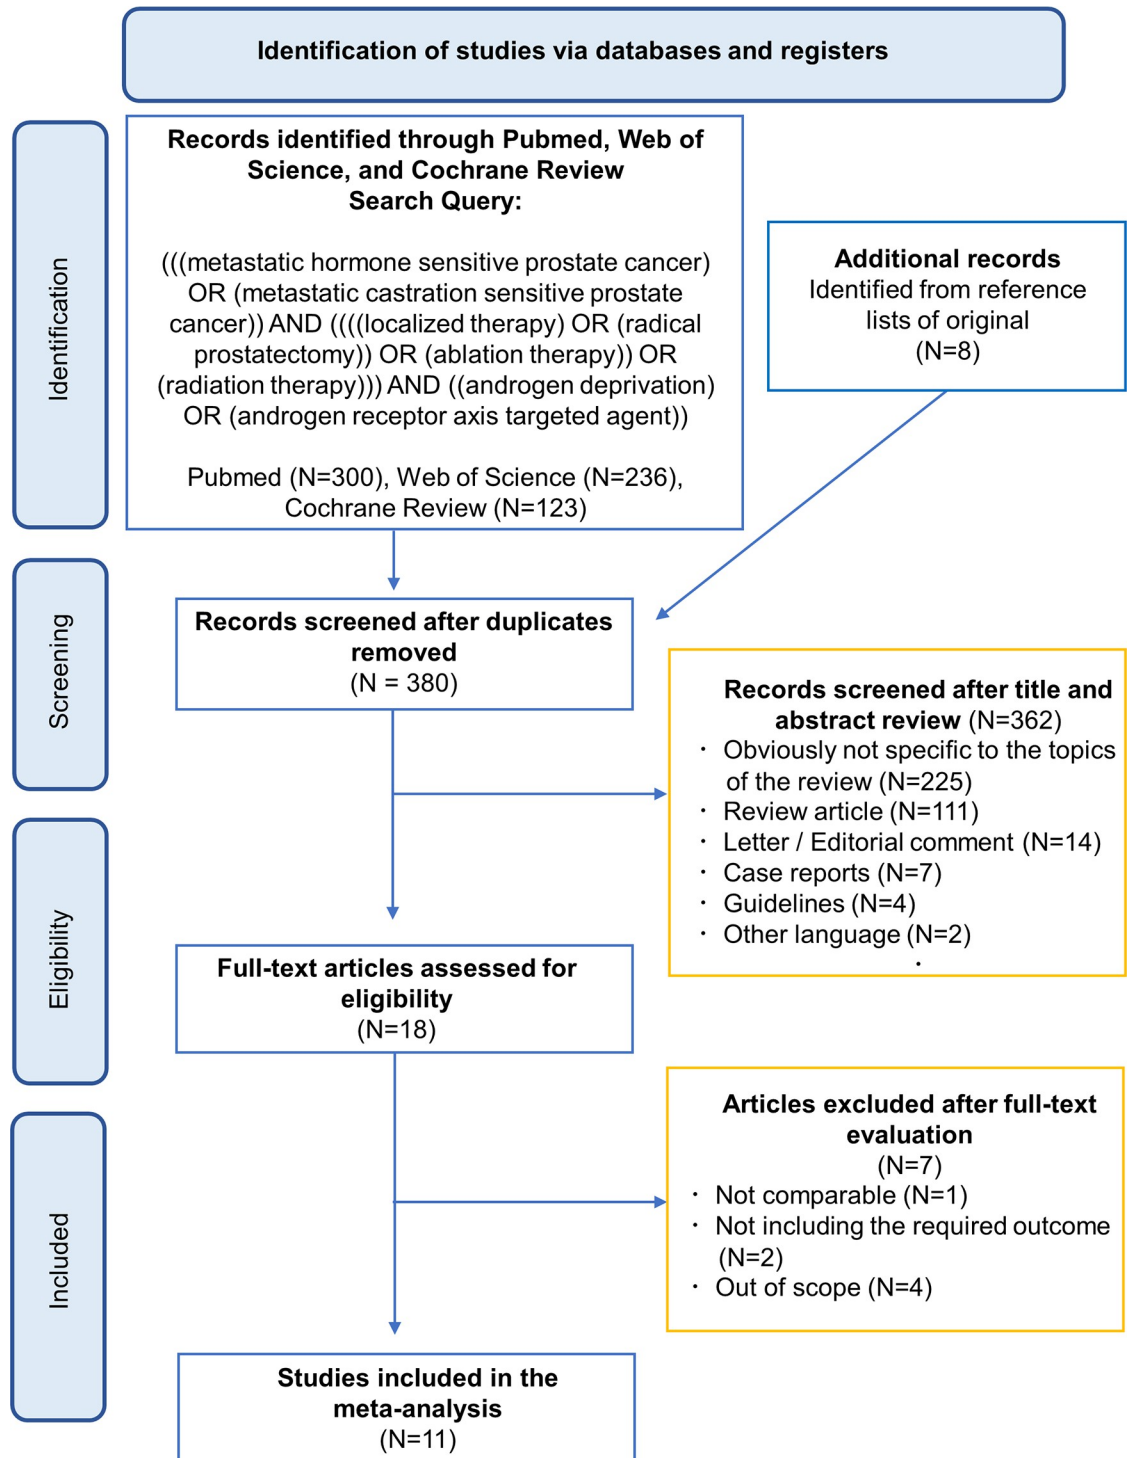 Identification of studies via databases and registers
Identification
Records identified through Pubmed, Web of
Science, and Cochrane Review
Search Query:
(((metastatic hormone sensitive prostate cancer)
OR (metastatic castration sensitive prostate
cancer)) AND ((((localized therapy) OR (radical
prostatectomy)) OR (ablation therapy)) OR
(radiation therapy))) AND ((androgen deprivation)
OR (androgen receptor axis targeted agent))
Pubmed (N=300), Web of Science (N=236),
Cochrane Review (N=123)
Additional records
Identified from reference
lists of original
(N=8)
Screening
Records screened after duplicates
removed
(N = 380)
Records screened after title and
abstract review (N=362)
· Obviously not specific to the topics
of the review (N=225)
· Review article (N=111)
· Letter / Editorial comment (N=14)
· Case reports (N=7)
· Guidelines (N=4)
· Other language (N=2)
·
Eligibility
Full-text articles assessed for
eligibility
(N=18)
Articles excluded after full-text
evaluation
(N=7)
· Not comparable (N=1)
· Not including the required outcome
(N=2)
· Out of scope (N=4)
Included
Studies included in the
meta-analysis
(N=11)